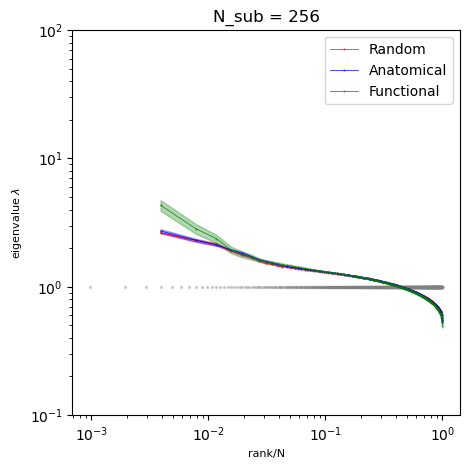 N_sub = 256
Random
Anatomical
Functional
eigenvalue λ
10²
10¹
10⁰
10⁻¹
10⁻³
10⁻²
10⁻¹
10⁰
rank/N